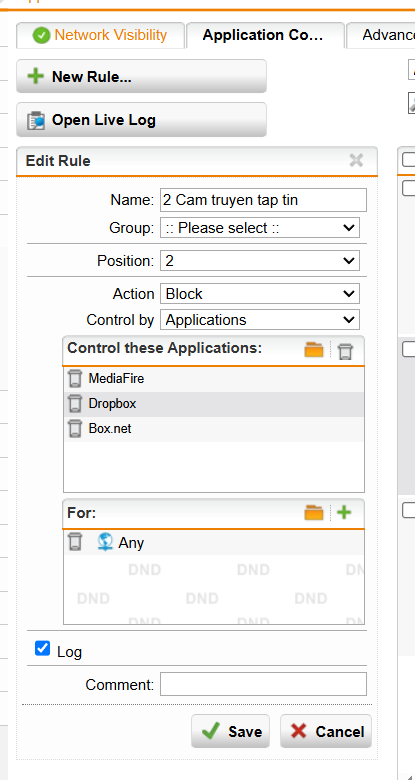 Network Visibility
Application Co...
Advanc
New Rule...
Open Live Log
Edit Rule
Name: 2 Cam truyen tap tin
Group: :: Please select ::
Position: 2
Action Block
Control by Applications
Control these Applications:
MediaFire
Dropbox
Box.net
For:
Any
DND DND DN
DND DND DND
DND DND DN
Log
Comment:
Save Cancel